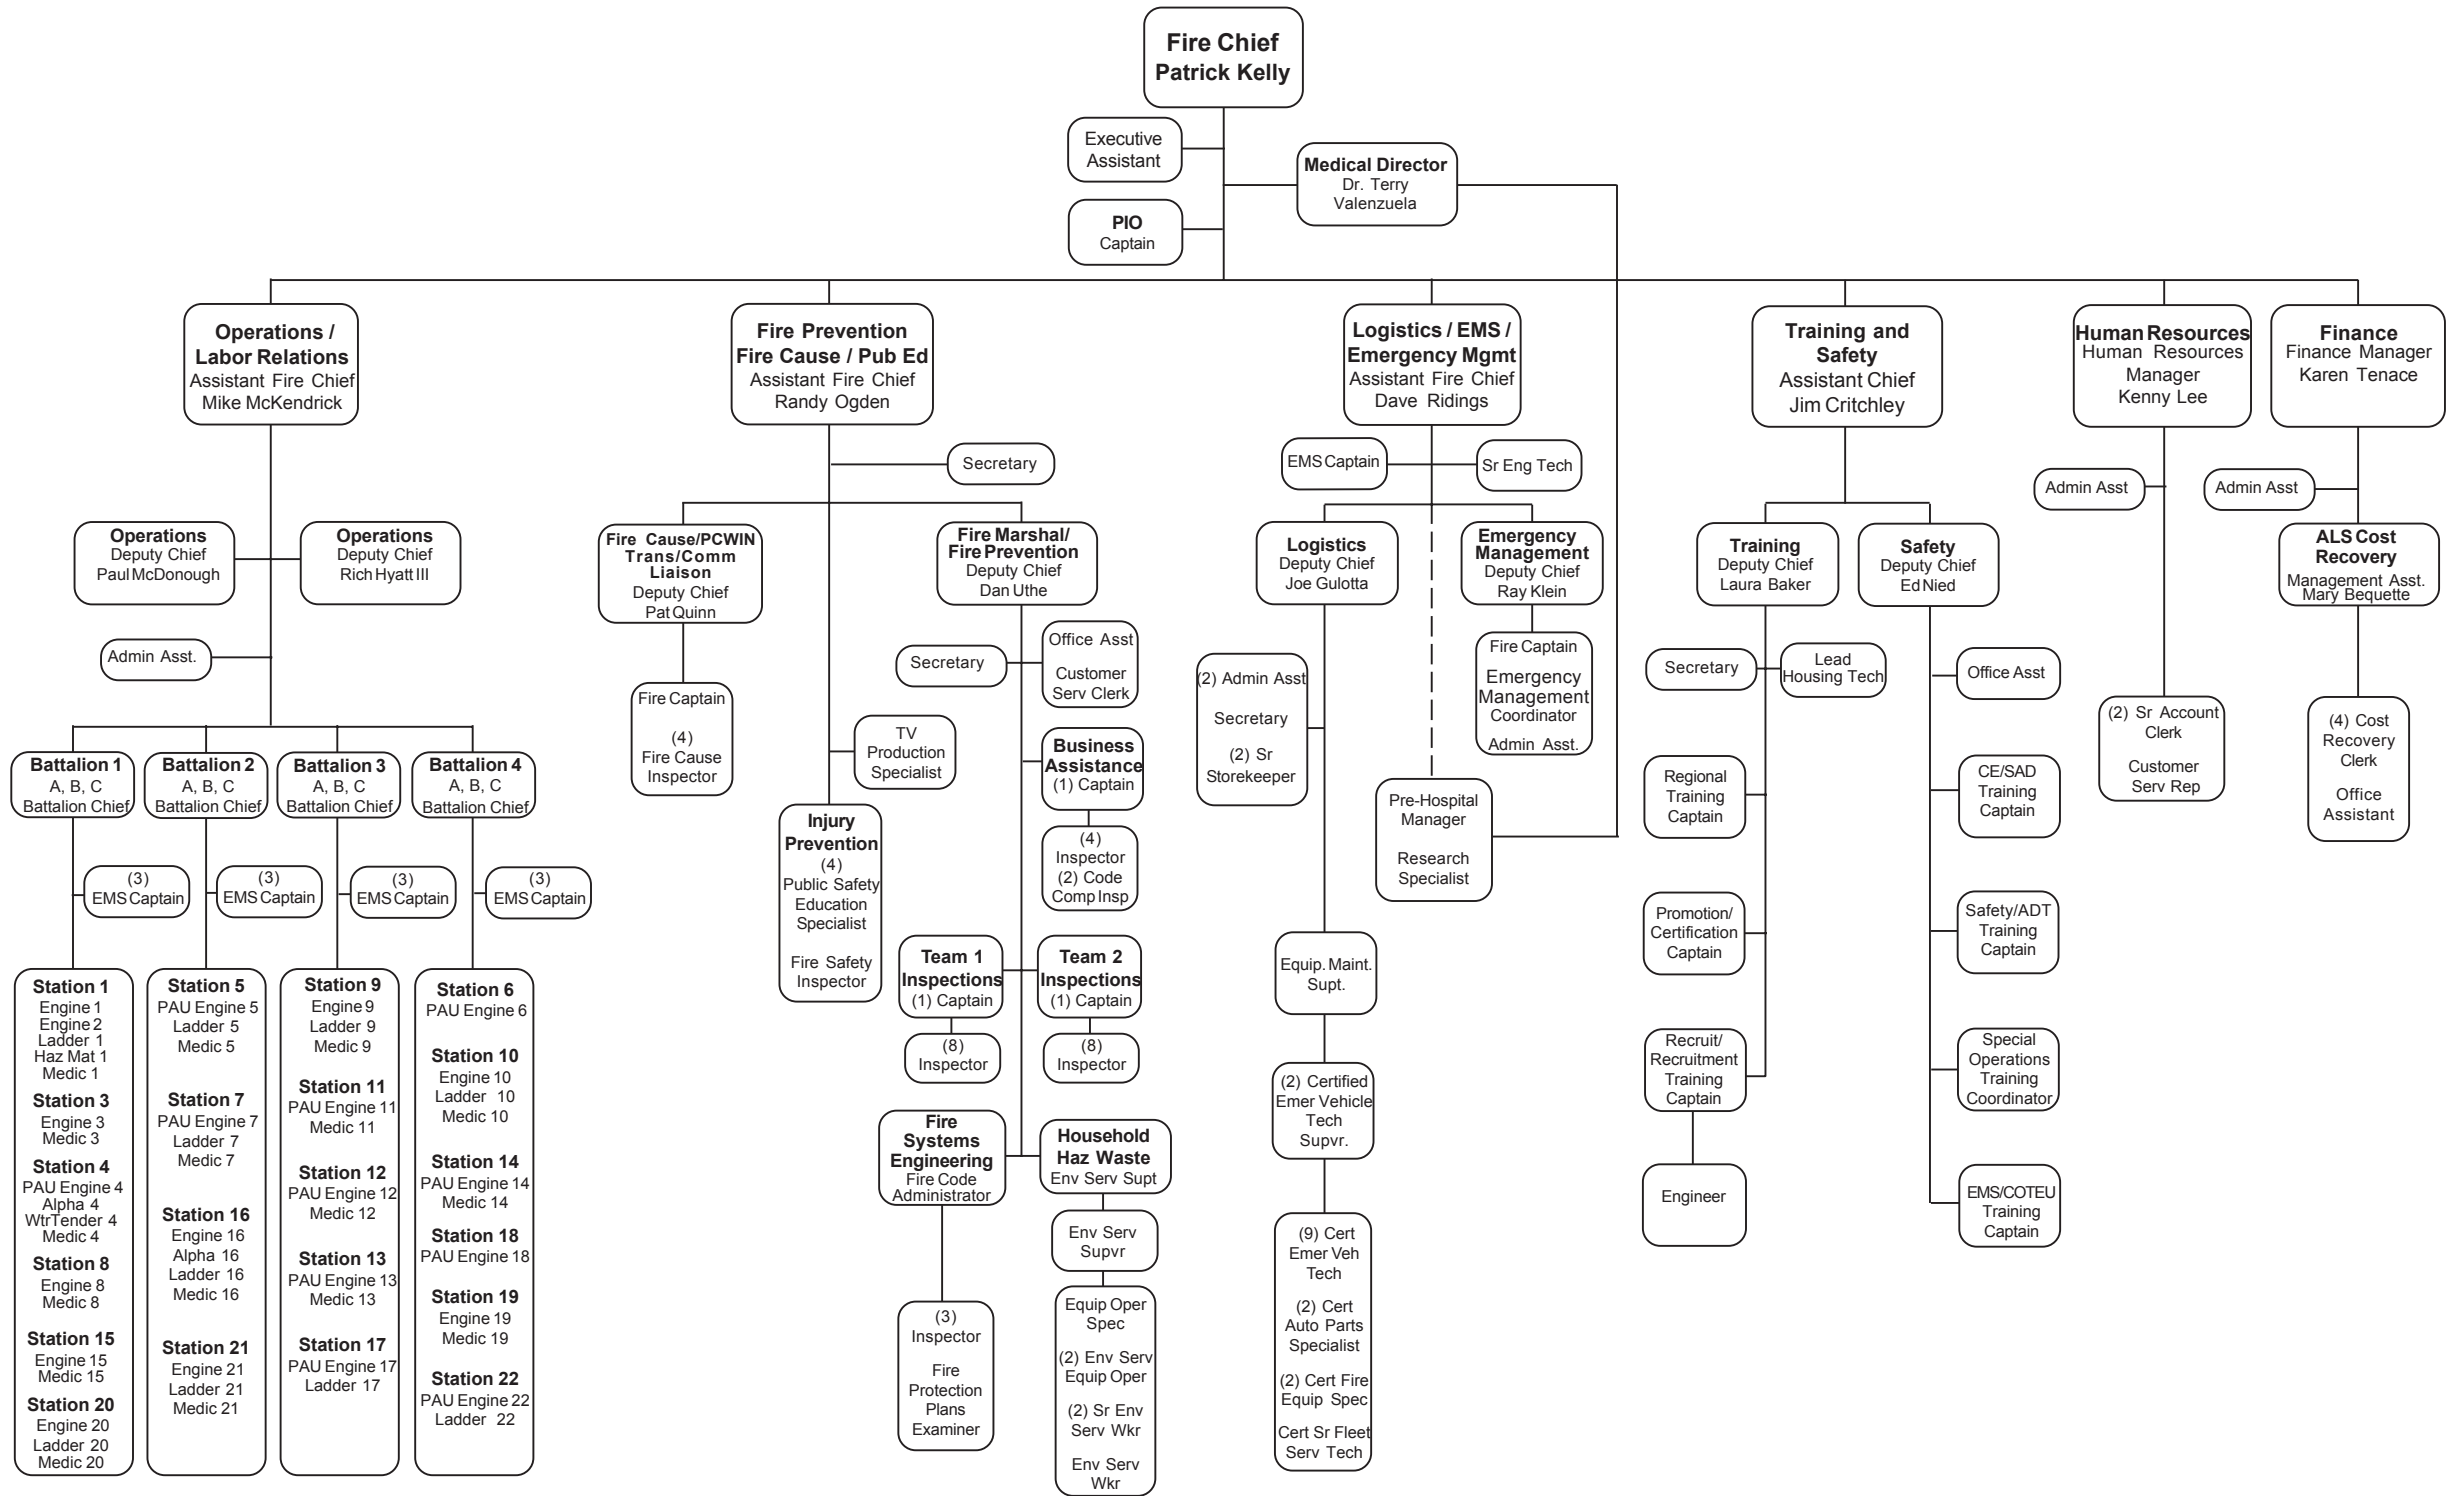 Fire Chief
Patrick Kelly
Executive
Assistant
Medical Director
Dr. Terry
Valenzuela
PIO
Captain
Operations /
Labor Relations
Assistant Fire Chief
Mike McKendrick
Fire Prevention
Fire Cause / Pub Ed
Assistant Fire Chief
Randy Ogden
Logistics / EMS /
Emergency Mgmt
Assistant Fire Chief
Dave Ridings
Training and
Safety
Assistant Chief
Jim Critchley
Human Resources
Human Resources
Manager
Kenny Lee
Finance
Finance Manager
Karen Tenace
Operations
Deputy Chief
Paul McDonough
Operations
Deputy Chief
Rich Hyatt III
Admin Asst.
Battalion 1
A, B, C
Battalion Chief
Battalion 2
A, B, C
Battalion Chief
Battalion 3
A, B, C
Battalion Chief
Battalion 4
A, B, C
Battalion Chief
(3)
EMS Captain
(3)
EMS Captain
(3)
EMS Captain
(3)
EMS Captain
Station 1
Engine 1
Engine 2
Ladder 1
Haz Mat 1
Medic 1
Station 3
Engine 3
Medic 3
Station 4
PAU Engine 4
Alpha 4
WtrTender 4
Medic 4
Station 8
Engine 8
Medic 8
Station 15
Engine 15
Medic 15
Station 20
Engine 20
Ladder 20
Medic 20
Station 5
PAU Engine 5
Ladder 5
Medic 5
Station 7
PAU Engine 7
Ladder 7
Medic 7
Station 16
Engine 16
Alpha 16
Ladder 16
Medic 16
Station 21
Engine 21
Ladder 21
Medic 21
Station 9
Engine 9
Ladder 9
Medic 9
Station 11
PAU Engine 11
Medic 11
Station 12
PAU Engine 12
Medic 12
Station 13
PAU Engine 13
Medic 13
Station 17
PAU Engine 17
Ladder 17
Station 6
PAU Engine 6
Station 10
Engine 10
Ladder 10
Medic 10
Station 14
PAU Engine 14
Medic 14
Station 18
PAU Engine 18
Station 19
Engine 19
Medic 19
Station 22
PAU Engine 22
Ladder 22
Secretary
Fire Cause/PCWIN
Trans/Comm
Liaison
Deputy Chief
Pat Quinn
Fire Captain
(4)
Fire Cause
Inspector
TV
Production
Specialist
Injury
Prevention
(4)
Public Safety
Education
Specialist
Fire Safety
Inspector
Fire Marshal/
Fire Prevention
Deputy Chief
Dan Uthe
Secretary
Office Asst
Customer
Serv Clerk
Business
Assistance
(1) Captain
(4)
Inspector
(2) Code
Comp Insp
Team 1
Inspections
(1) Captain
(8)
Inspector
Team 2
Inspections
(1) Captain
(8)
Inspector
Fire
Systems
Engineering
Fire Code
Administrator
(3)
Inspector
Fire
Protection
Plans
Examiner
Household
Haz Waste
Env Serv Supt
Env Serv
Supvr
Equip Oper
Spec
(2) Env Serv
Equip Oper
(2) Sr Env
Serv Wkr
Env Serv
Wkr
EMS Captain
Sr Eng Tech
Logistics
Deputy Chief
Joe Gulotta
(2) Admin Asst
Secretary
(2) Sr
Storekeeper
Equip. Maint.
Supt.
(2) Certified
Emer Vehicle
Tech
Supvr.
(9) Cert
Emer Veh
Tech
(2) Cert
Auto Parts
Specialist
(2) Cert Fire
Equip Spec
Cert Sr Fleet
Serv Tech
Emergency
Management
Deputy Chief
Ray Klein
Fire Captain
Emergency
Management
Coordinator
Admin Asst.
Pre-Hospital
Manager
Research
Specialist
Training
Deputy Chief
Laura Baker
Secretary
Lead
Housing Tech
Regional
Training
Captain
Promotion/
Certification
Captain
Recruit/
Recruitment
Training
Captain
Engineer
Safety
Deputy Chief
Ed Nied
Office Asst
CE/SAD
Training
Captain
Safety/ADT
Training
Captain
Special
Operations
Training
Coordinator
EMS/COTEU
Training
Captain
Admin Asst
(2) Sr Account
Clerk
Customer
Serv Rep
Admin Asst
ALS Cost
Recovery
Management Asst.
Mary Bequette
(4) Cost
Recovery
Clerk
Office
Assistant